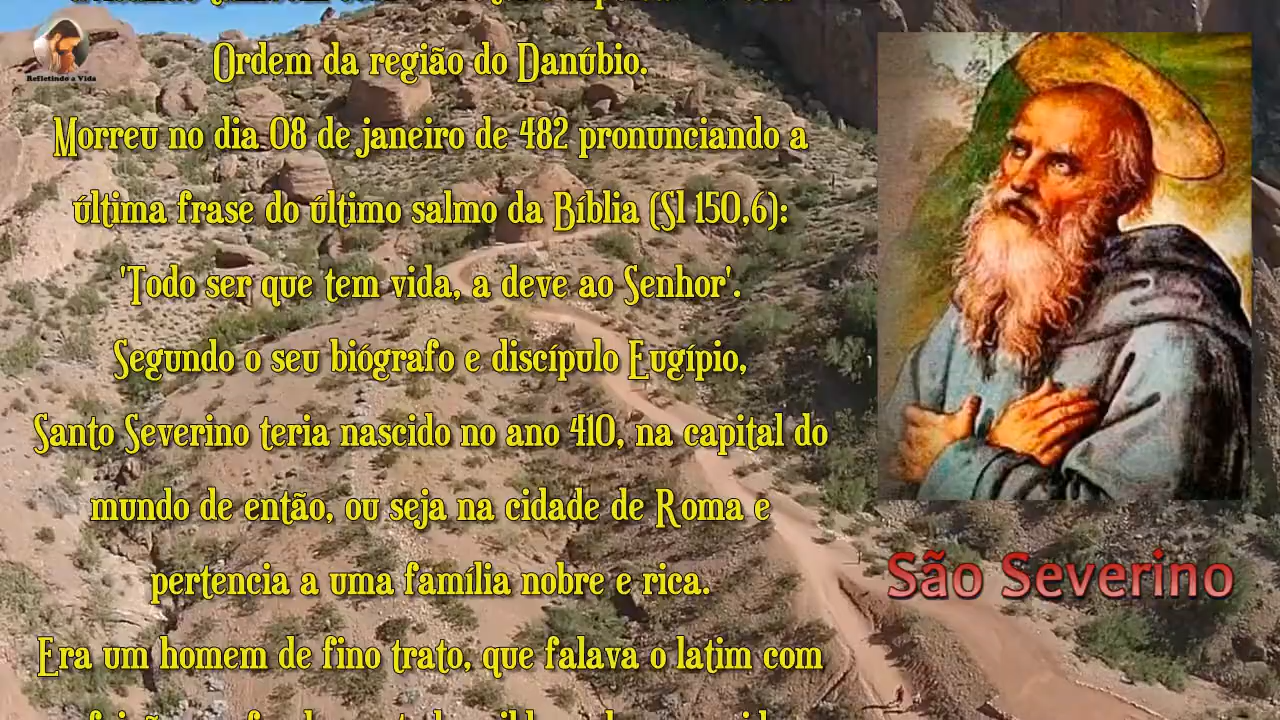 Refletindo a Vida
Ordem da região do Danúbio.
Morreu no dia 08 de janeiro de 482 pronunciando a
última frase do último salmo da Bíblia (Sl 150,6):
'Todo ser que tem vida, a deve ao Senhor'.
Segundo o seu biógrafo e discípulo Eugípio,
Santo Severino teria nascido no ano 410, na capital do
mundo de então, ou seja na cidade de Roma e
pertencia a uma família nobre e rica.
Era um homem de fino trato, que falava o latim com
São Severino